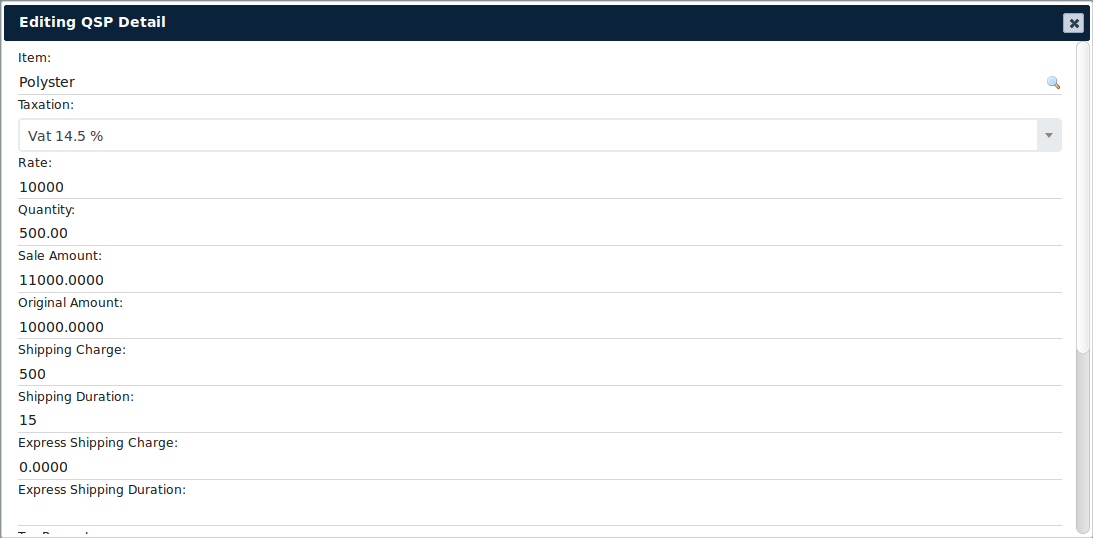 Editing QSP Detail
Item:
Polyster
Taxation:
Vat 14.5 %
Rate:
10000
Quantity:
500.00
Sale Amount:
11000.0000
Original Amount:
10000.0000
Shipping Charge:
500
Shipping Duration:
15
Express Shipping Charge:
0.0000
Express Shipping Duration: